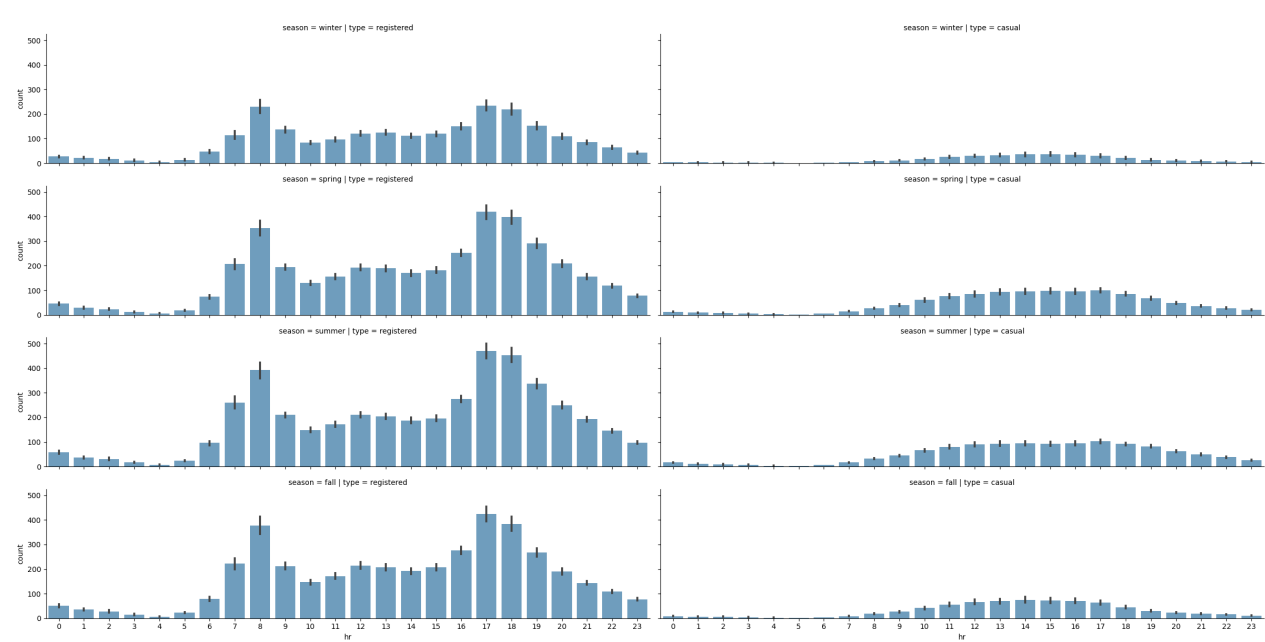 season = winter | type = registered
season = winter | type = casual
500
400
300
200
100
0
count
season = spring | type = registered
season = spring | type = casual
500
400
300
200
100
0
count
season = summer | type = registered
season = summer | type = casual
500
400
300
200
100
0
count
season = fall | type = registered
season = fall | type = casual
500
400
300
200
100
0
count
0 1 2 3 4 5 6 7 8 9 10 11 12 13 14 15 16 17 18 19 20 21 22 23
hr
0 1 2 3 4 5 6 7 8 9 10 11 12 13 14 15 16 17 18 19 20 21 22 23
hr